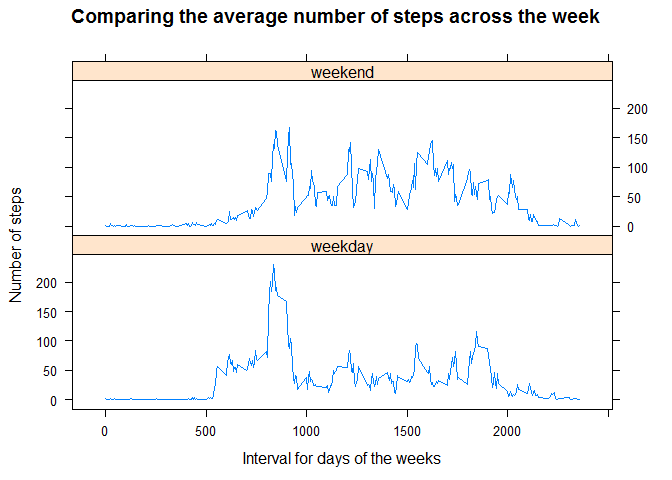 Comparing the average number of steps across the week
weekend
200
150
100
50
0
weekday
200
150
100
50
0
Number of steps
0 500 1000 1500 2000
Interval for days of the weeks